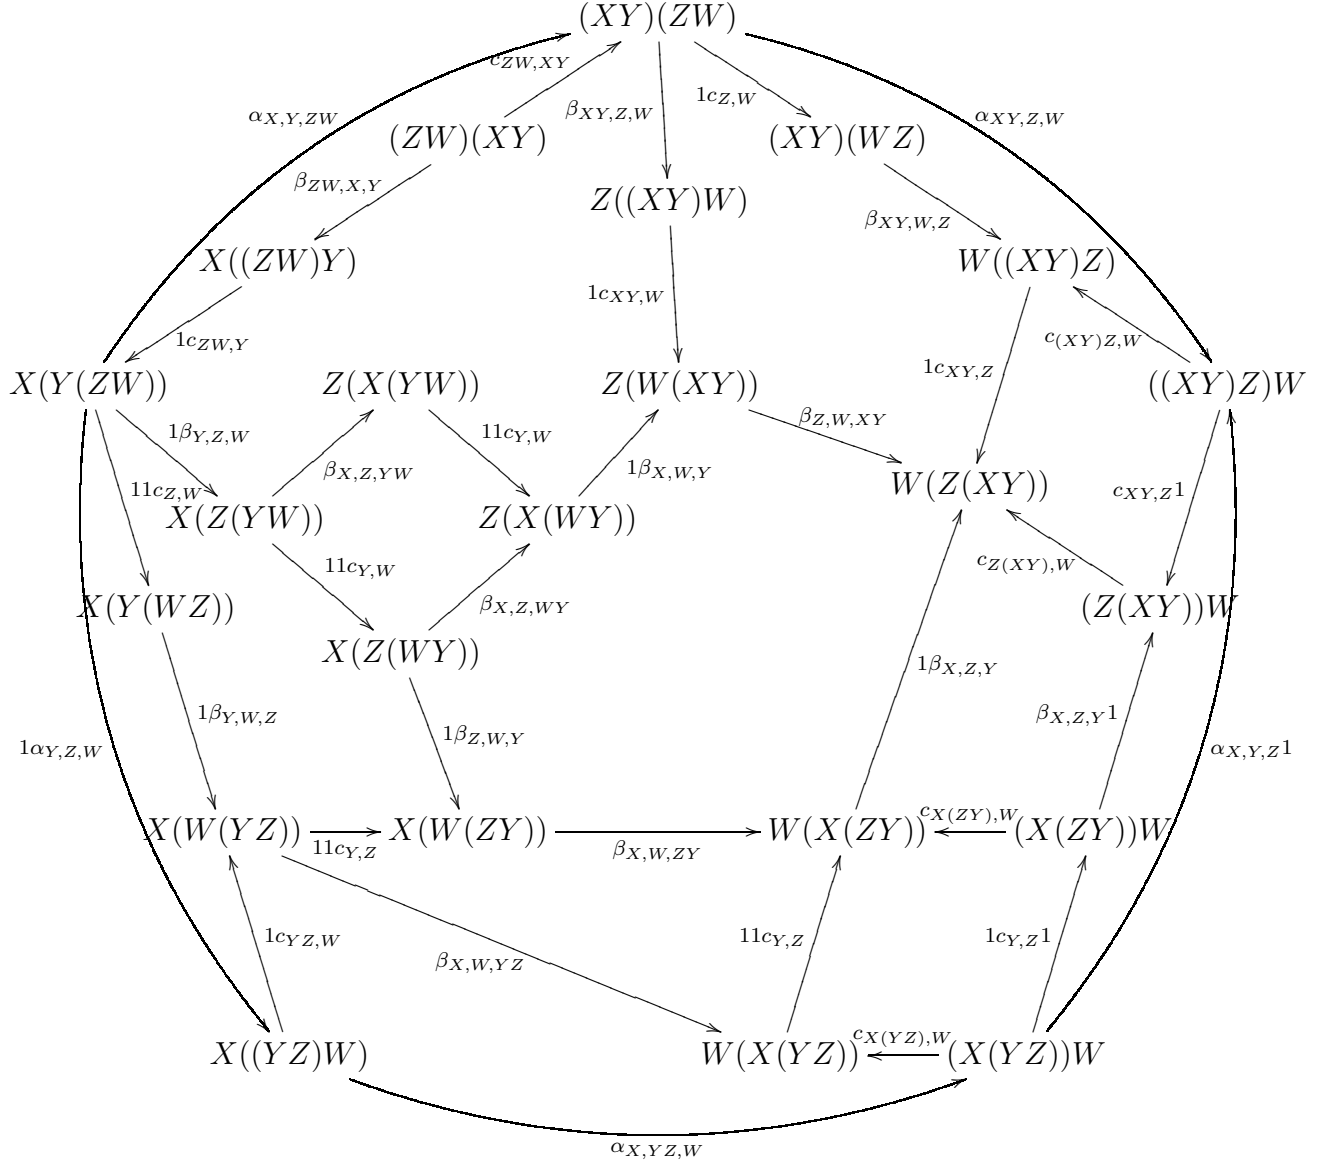 (XY)(ZW)
c_{ZW,XY}
β_{XY,Z,W}
1c_{Z,W}
α_{X,Y,ZW}
α_{XY,Z,W}
(ZW)(XY)
(XY)(WZ)
β_{ZW,X,Y}
Z((XY)W)
β_{XY,W,Z}
X((ZW)Y)
W((XY)Z)
1c_{XY,W}
1c_{ZW,Y}
c_{(XY)Z,W}
1c_{XY,Z}
X(Y(ZW))
Z(X(YW))
Z(W(XY))
((XY)Z)W
1β_{Y,Z,W}
11c_{Y,W}
β_{Z,W,XY}
β_{X,Z,YW}
1β_{X,W,Y}
11c_{Z,W}
W(Z(XY))
c_{XY,Z}1
X(Z(YW))
Z(X(WY))
11c_{Y,W}
c_{Z(XY),W}
X(Y(WZ))
β_{X,Z,WY}
(Z(XY))W
X(Z(WY))
1β_{X,Z,Y}
1β_{Y,W,Z}
β_{X,Z,Y}1
1β_{Z,W,Y}
1α_{Y,Z,W}
α_{X,Y,Z}1
c_{X(ZY),W}
X(W(YZ))
X(W(ZY))
W(X(ZY))
(X(ZY))W
11c_{Y,Z}
β_{X,W,ZY}
1c_{YZ,W}
11c_{Y,Z}
1c_{Y,Z}1
β_{X,W,YZ}
c_{X(YZ),W}
X((YZ)W)
W(X(YZ))
(X(YZ))W
α_{X,YZ,W}